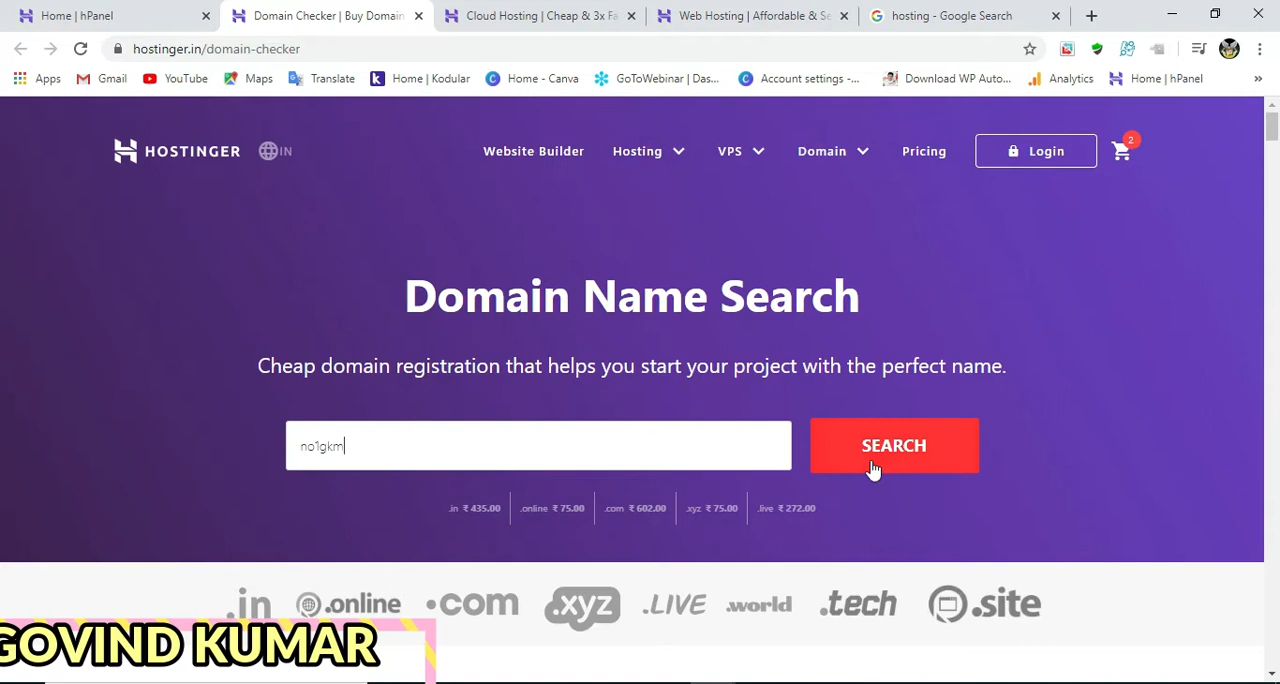 Home | hPanel
Domain Checker | Buy Domain
Cloud Hosting | Cheap & 3x Fa
Web Hosting | Affordable & Se
hosting - Google Search
hostinger.in/domain-checker
Apps
Gmail
YouTube
Maps
Translate
Home | Kodular
Home - Canva
GoToWebinar | Das...
Account settings -...
Download WP Auto...
Analytics
Home | hPanel
HOSTINGER
IN
Website Builder
Hosting
VPS
Domain
Pricing
Login
2
Domain Name Search
Cheap domain registration that helps you start your project with the perfect name.
no1gkm
SEARCH
.in ₹ 435.00
.online ₹ 75.00
.com ₹ 602.00
.xyz ₹ 75.00
.live ₹ 272.00
.in
.online
.com
.xyz
.LIVE
.world
.tech
.site
GOVIND KUMAR